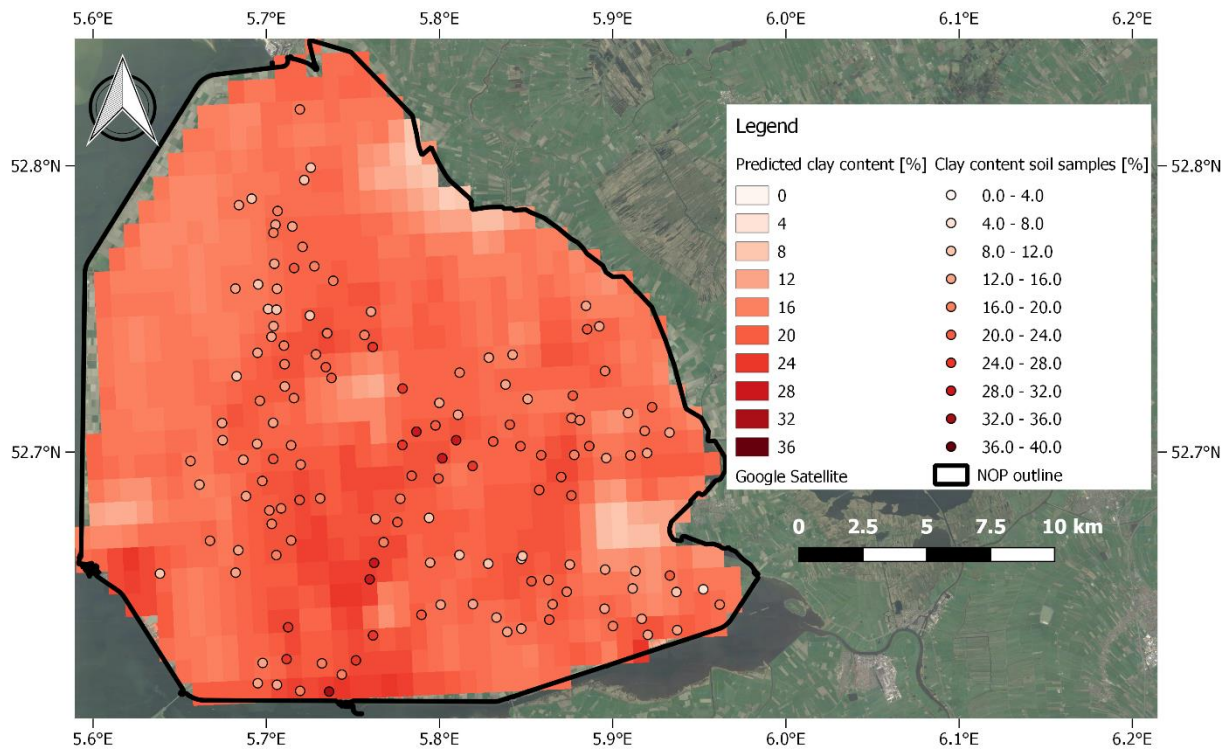 5.6°E 5.7°E 5.8°E 5.9°E 6.0°E 6.1°E 6.2°E
52.8°N 52.8°N
Legend
Predicted clay content [%] Clay content soil samples [%]
0 0.0 - 4.0
4 4.0 - 8.0
8 8.0 - 12.0
12 12.0 - 16.0
16 16.0 - 20.0
20 20.0 - 24.0
24 24.0 - 28.0
28 28.0 - 32.0
32 32.0 - 36.0
36 36.0 - 40.0
52.7°N 52.7°N
Google Satellite NOP outline
0 2.5 5 7.5 10 km
5.6°E 5.7°E 5.8°E 5.9°E 6.0°E 6.1°E 6.2°E